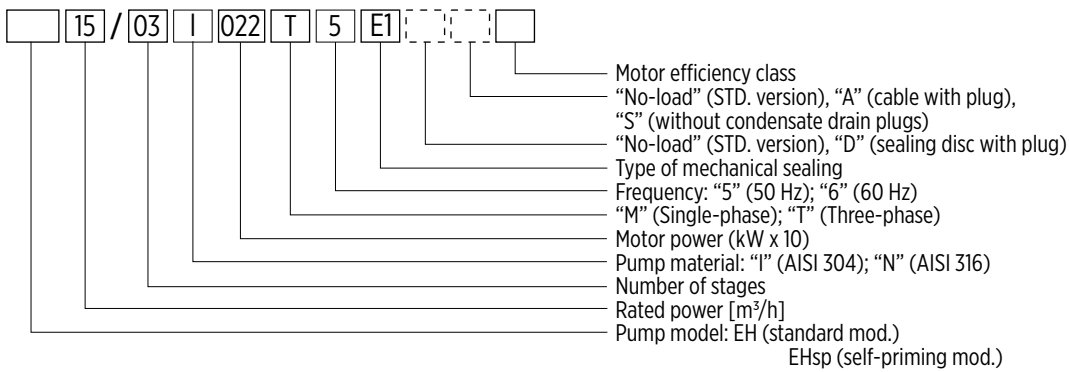 15 / 03 I 022 T 5 E1
Motor efficiency class
“No-load” (STD. version), “A” (cable with plug),
“S” (without condensate drain plugs)
“No-load” (STD. version), “D” (sealing disc with plug)
Type of mechanical sealing
Frequency: “5” (50 Hz); “6” (60 Hz)
“M” (Single-phase); “T” (Three-phase)
Motor power (kW x 10)
Pump material: “I” (AISI 304); “N” (AISI 316)
Number of stages
Rated power [m³/h]
Pump model: EH (standard mod.)
EHsp (self-priming mod.)